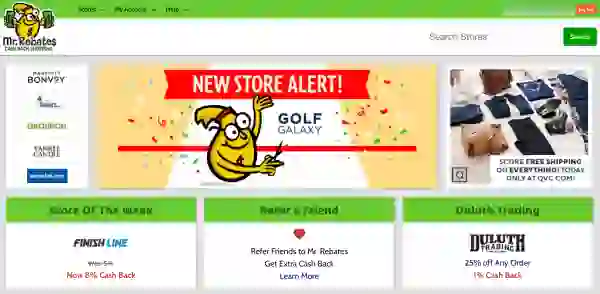 Stores My Account Help
Mr. Rebates
CASH BACK SHOPPING
Search Stores
Search
BONVOY
GROUPON
YANKEE CANDLE
NEW STORE ALERT!
GOLF
GALAXY
SCORE FREE SHIPPING
ON EVERYTHING! TODAY
ONLY AT QVC.COM!
Store Of The Week
Refer a Friend
Duluth Trading
FINISH LINE
Was 5%
Now 8% Cash Back
Refer Friends to Mr. Rebates
Get Extra Cash Back
Learn More
DULUTH
TRADING
25% off Any Order
1% Cash Back